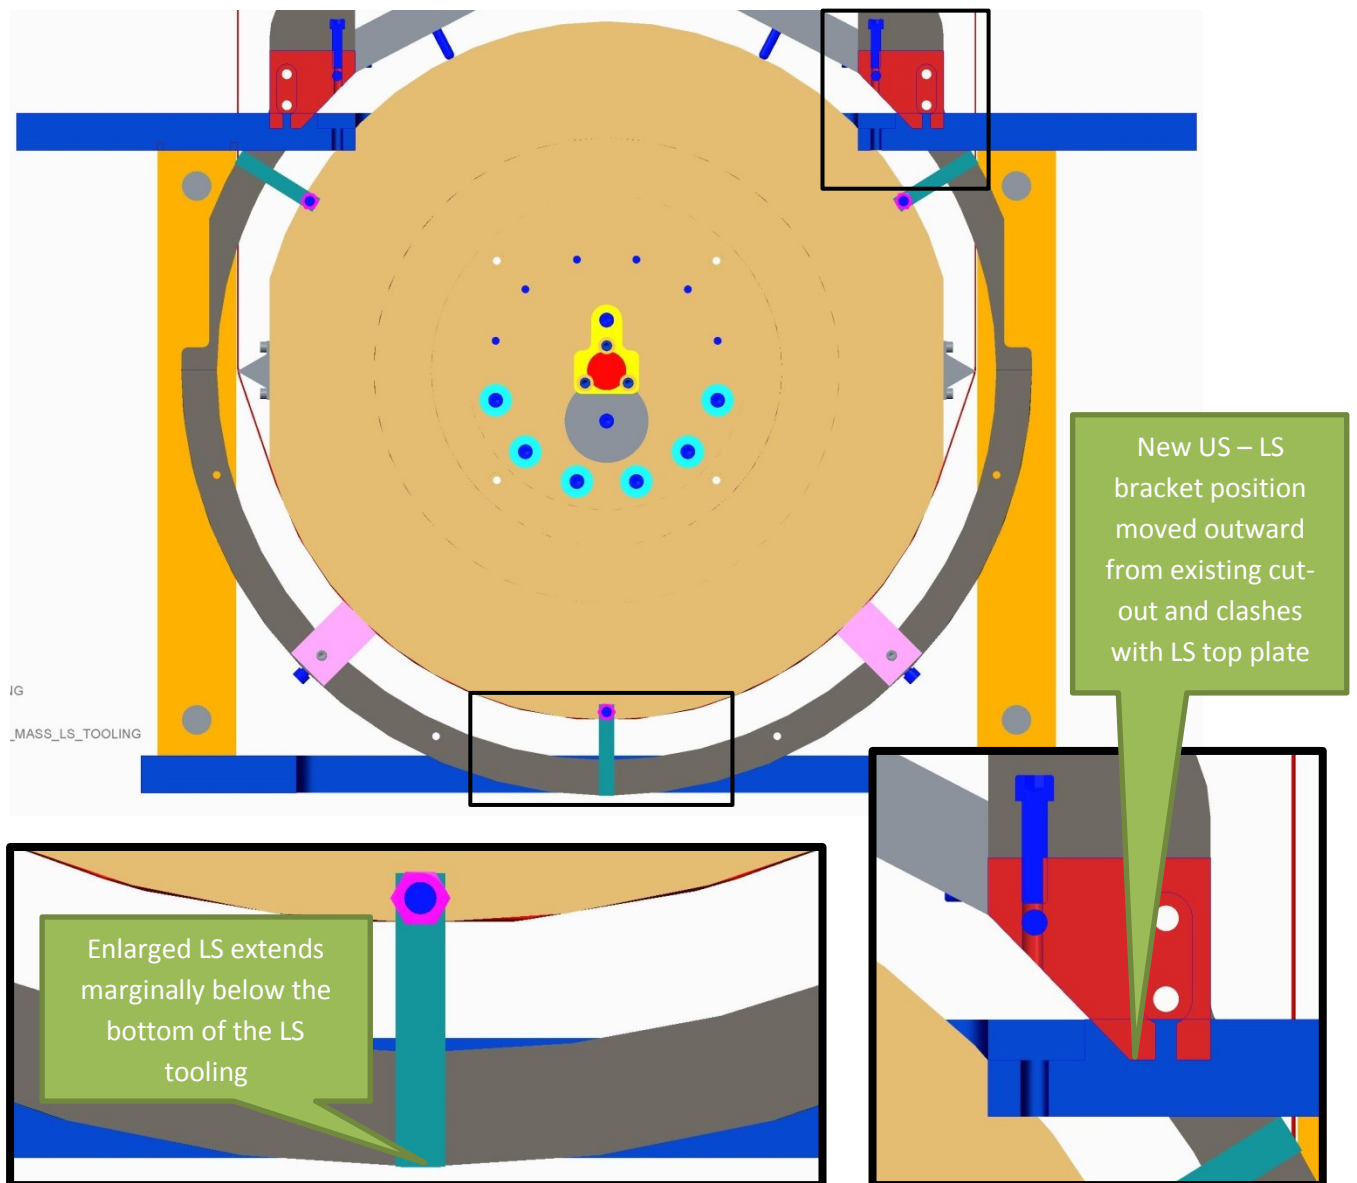 New US – LS
bracket position
moved outward
from existing cut-
out and clashes
with LS top plate
IG
_MASS_LS_TOOLING
Enlarged LS extends
marginally below the
bottom of the LS
tooling